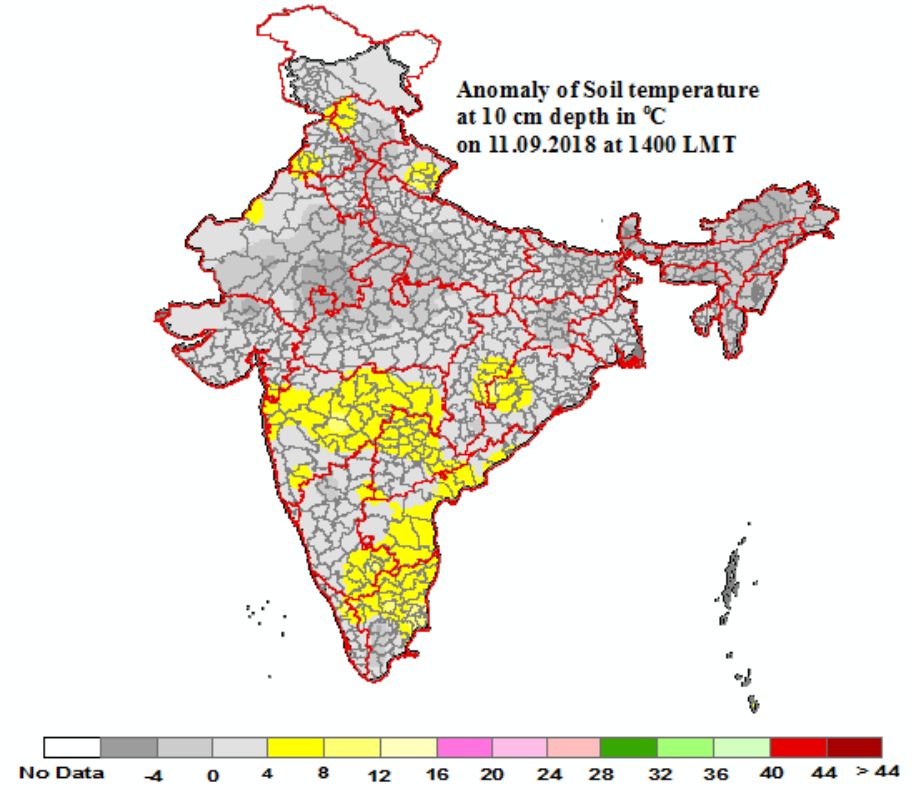 Anomaly of Soil temperature
at 10 cm depth in °C
on 11.09.2018 at 1400 LMT
No Data -4 0 4 8 12 16 20 24 28 32 36 40 44 > 44